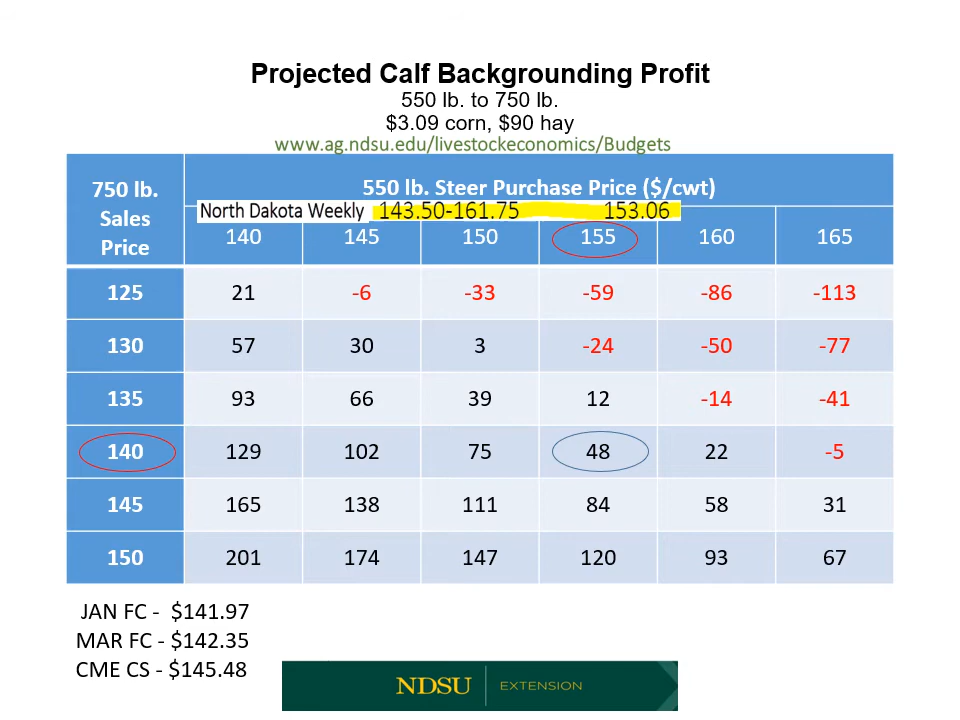 Projected Calf Backgrounding Profit
550 lb. to 750 lb.
$3.09 corn, $90 hay
www.ag.ndsu.edu/livestockeconomics/Budgets
750 lb. Sales Price
550 lb. Steer Purchase Price ($/cwt)
North Dakota Weekly 143.50-161.75 153.06
140 145 150 155 160 165
125 21 -6 -33 -59 -86 -113
130 57 30 3 -24 -50 -77
135 93 66 39 12 -14 -41
140 129 102 75 48 22 -5
145 165 138 111 84 58 31
150 201 174 147 120 93 67
JAN FC - $141.97
MAR FC - $142.35
CME CS - $145.48
NDSU EXTENSION